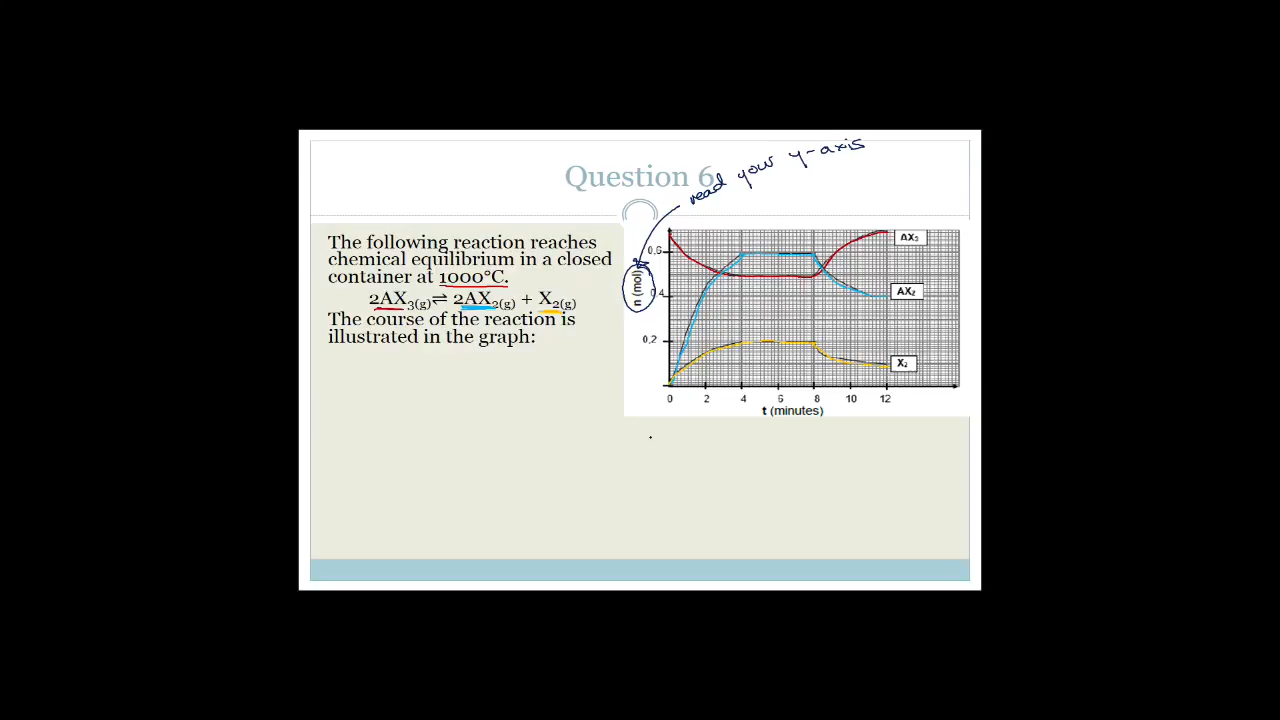 Question 6
read your y-axis
The following reaction reaches
chemical equilibrium in a closed
container at 1000°C.
2AX3(g) ⇌ 2AX2(g) + X2(g)
The course of the reaction is
illustrated in the graph:
n (mol)
0,6
0,4
0,2
AX3
AX2
X2
0 2 4 6 8 10 12
t (minutes)